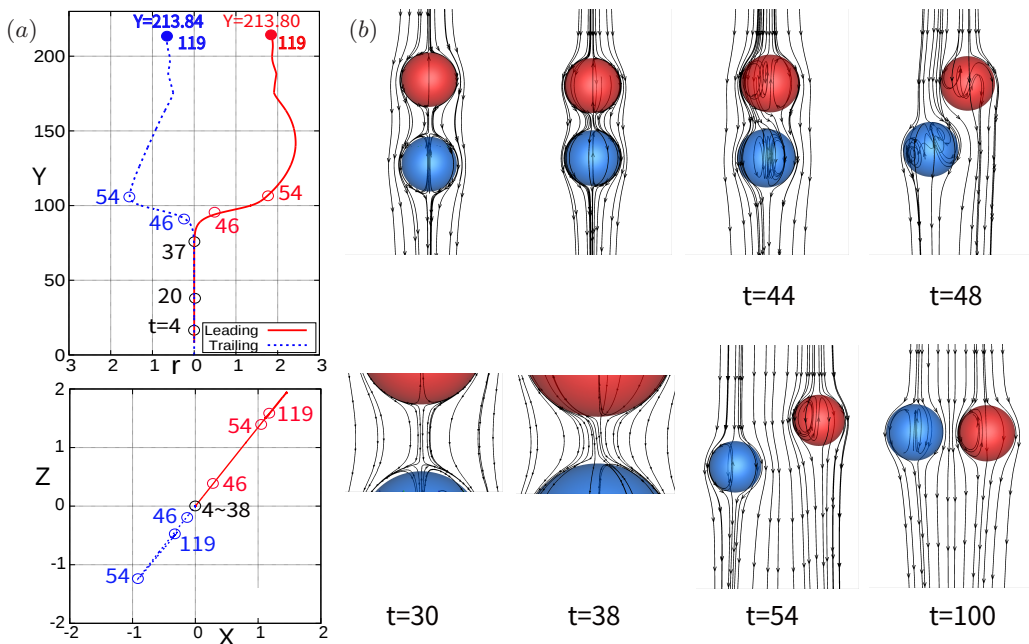 (a)
Y=213.84
Y=213.80
119
119
200
150
Y
100
50
0
54
54
46
46
37
20
t=4
Leading
Trailing
3
2
1
0
1
2
3
r
2
1
Z
0
-1
-2
119
54
46
4~38
46
119
54
-2
-1
0
1
2
X
(b)
t=44
t=48
t=30
t=38
t=54
t=100